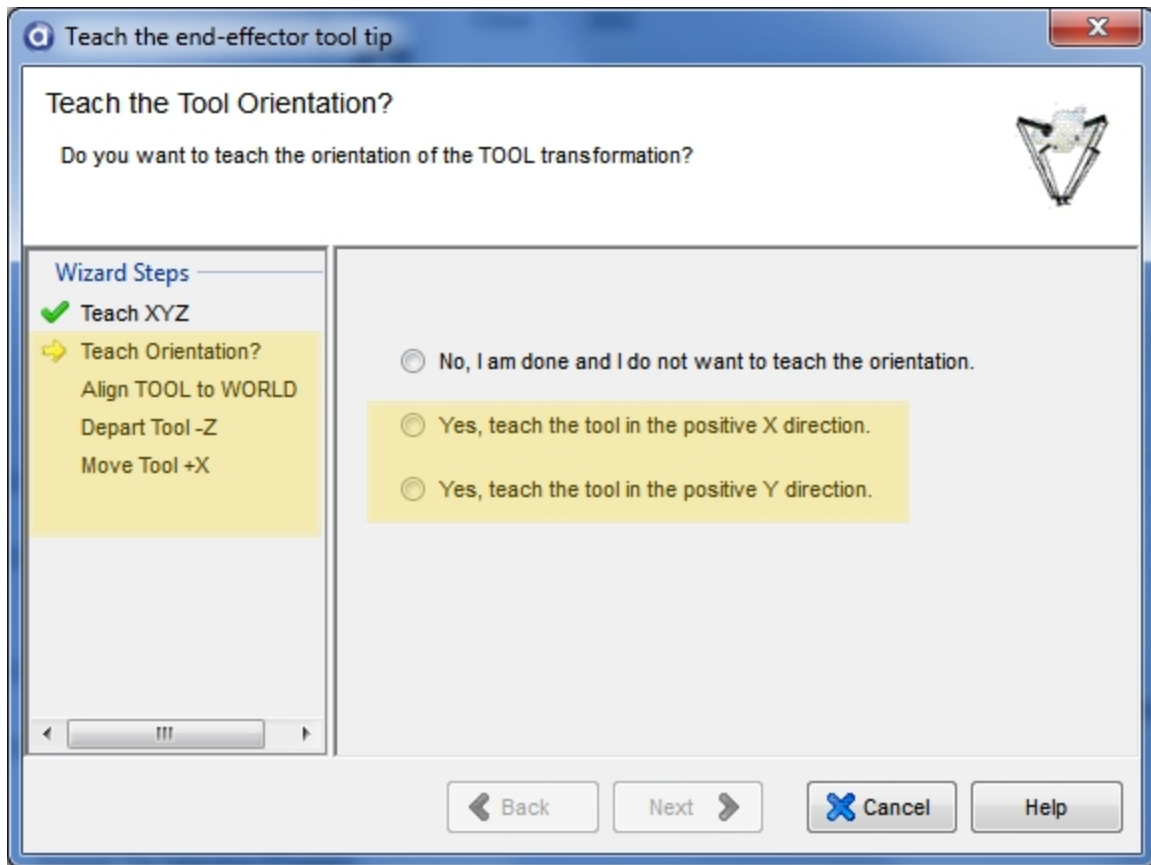 Teach the end-effector tool tip
Teach the Tool Orientation?
Do you want to teach the orientation of the TOOL transformation?
Wizard Steps
Teach XYZ
Teach Orientation?
Align TOOL to WORLD
Depart Tool -Z
Move Tool +X
No, I am done and I do not want to teach the orientation.
Yes, teach the tool in the positive X direction.
Yes, teach the tool in the positive Y direction.
Back
Next
Cancel
Help